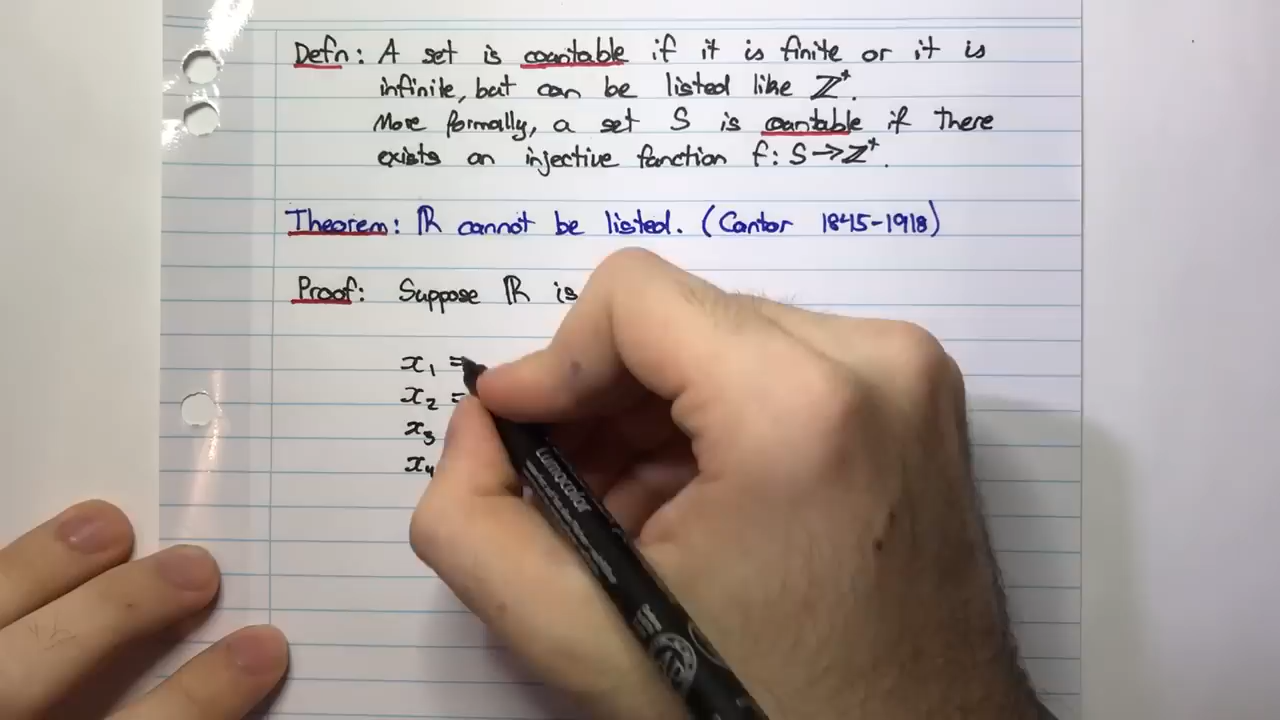 Defn: A set is countable if it is finite or it is
infinite, but can be listed like ℤ⁺.
More formally, a set S is countable if there
exists an injective function f: S→ℤ⁺.
Theorem: ℝ cannot be listed. (Cantor 1845-1918)
Proof: Suppose ℝ is
x₁ =
x₂ =
x₃
x₄
Lumocolor